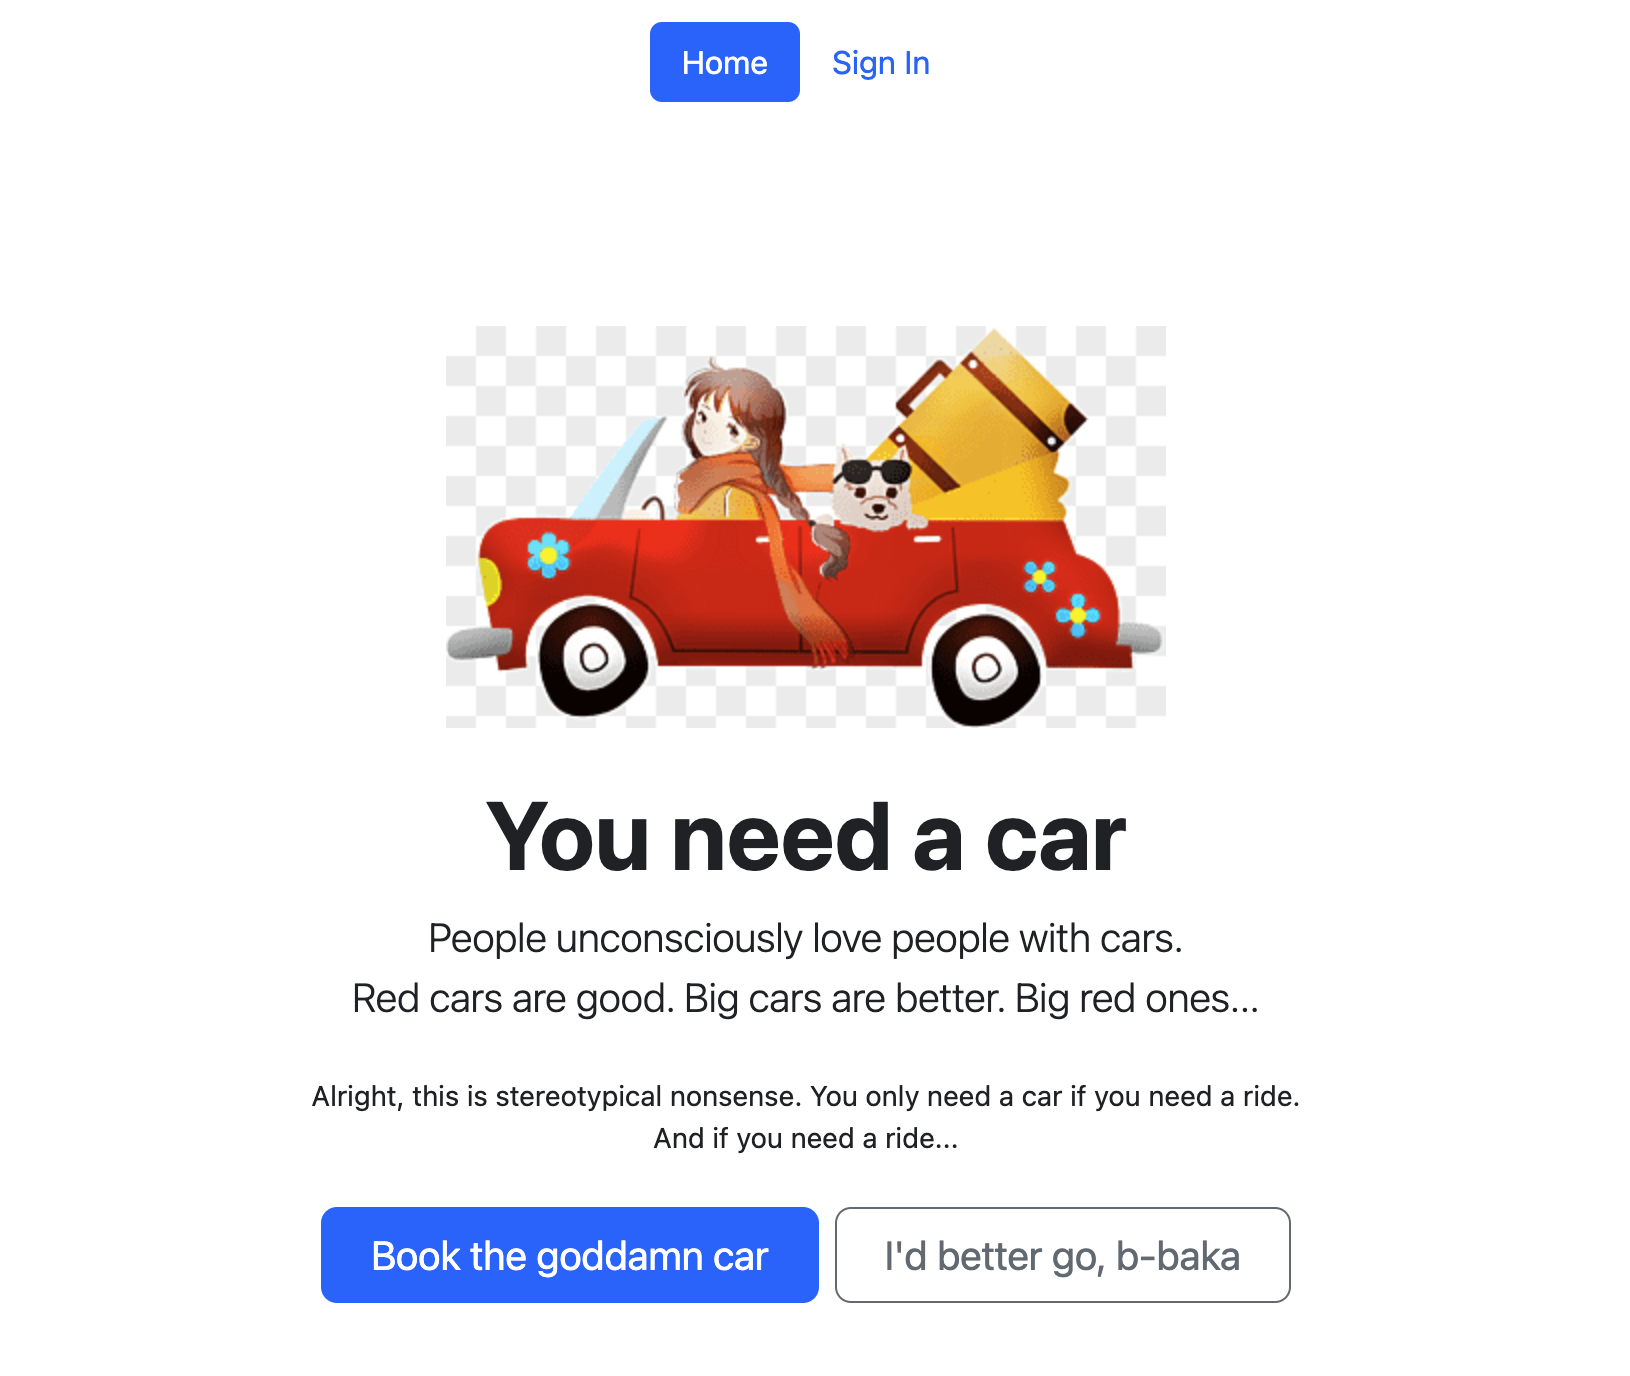 Home
Sign In
You need a car
People unconsciously love people with cars.
Red cars are good. Big cars are better. Big red ones...
Alright, this is stereotypical nonsense. You only need a car if you need a ride.
And if you need a ride...
Book the goddamn car
I'd better go, b-baka